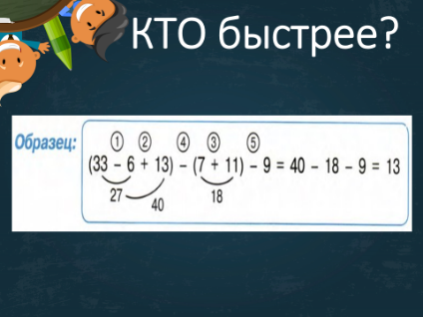 КТО быстрее?
Образец:
① ② ④ ③ ⑤
(33 – 6 + 13) – (7 + 11) – 9 = 40 – 18 – 9 = 13
27 40 18